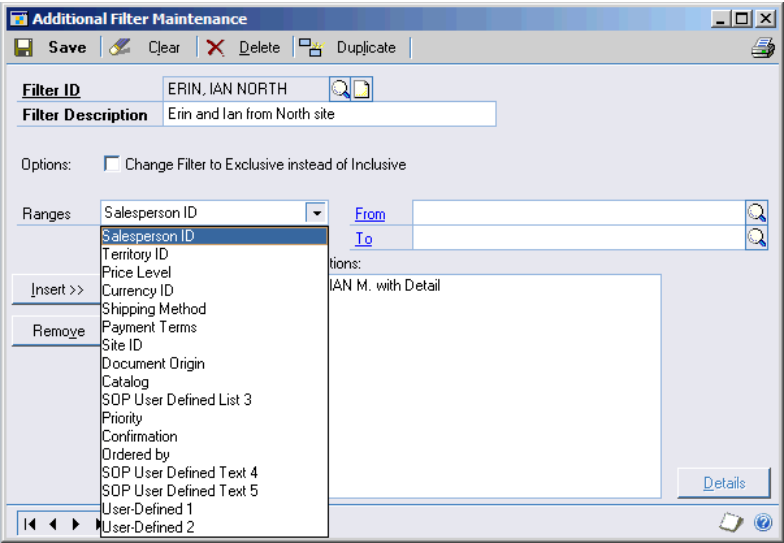 Additional Filter Maintenance
Save Clear Delete Duplicate
Filter ID ERIN, IAN NORTH
Filter Description Erin and Ian from North site
Options: Change Filter to Exclusive instead of Inclusive
Ranges Salesperson ID From
To
Salesperson ID
Territory ID
Price Level
Currency ID
Shipping Method
Payment Terms
Site ID
Document Origin
Catalog
SOP User Defined List 3
Priority
Confirmation
Ordered by
SOP User Defined Text 4
SOP User Defined Text 5
User-Defined 1
User-Defined 2
tions:
Insert >> IAN M. with Detail
Remove
Details